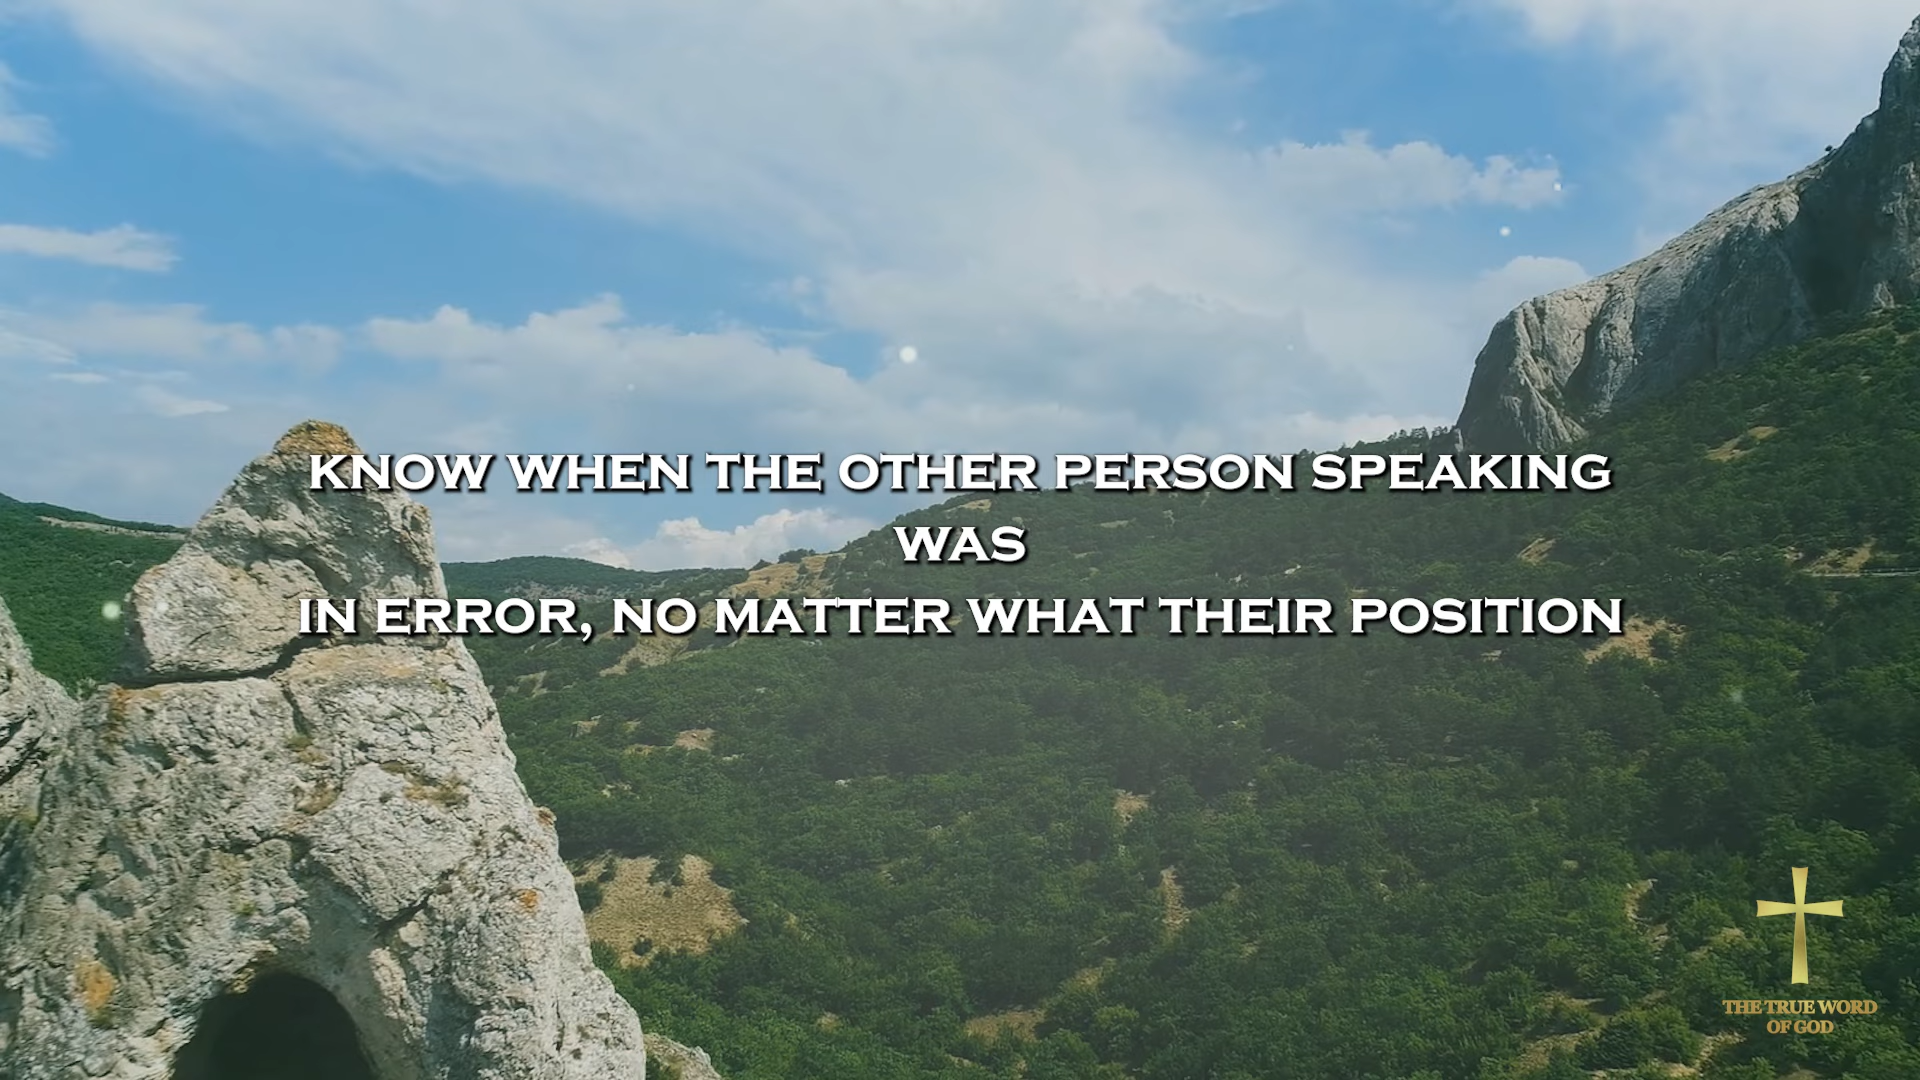 KNOW WHEN THE OTHER PERSON SPEAKING
WAS
IN ERROR, NO MATTER WHAT THEIR POSITION
THE TRUE WORD
OF GOD